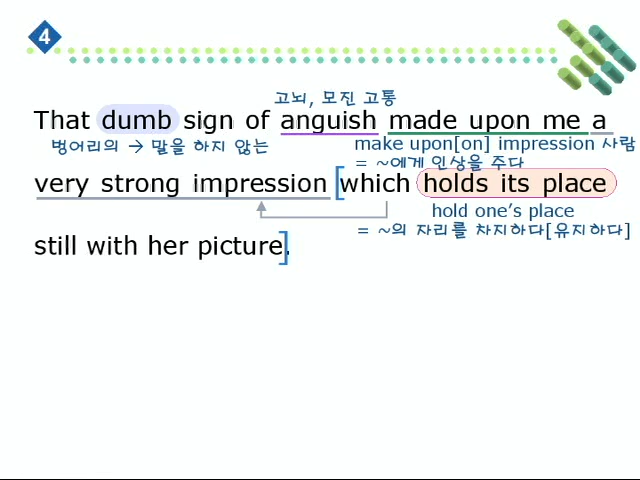 4
고뇌, 모진 고통
That dumb sign of anguish made upon me a
벙어리의 → 말을 하지 않는
make upon[on] impression 사람
= ~에게 인상을 주다
very strong impression [which holds its place
hold one's place
= ~의 자리를 차지하다[유지하다]
still with her picture].